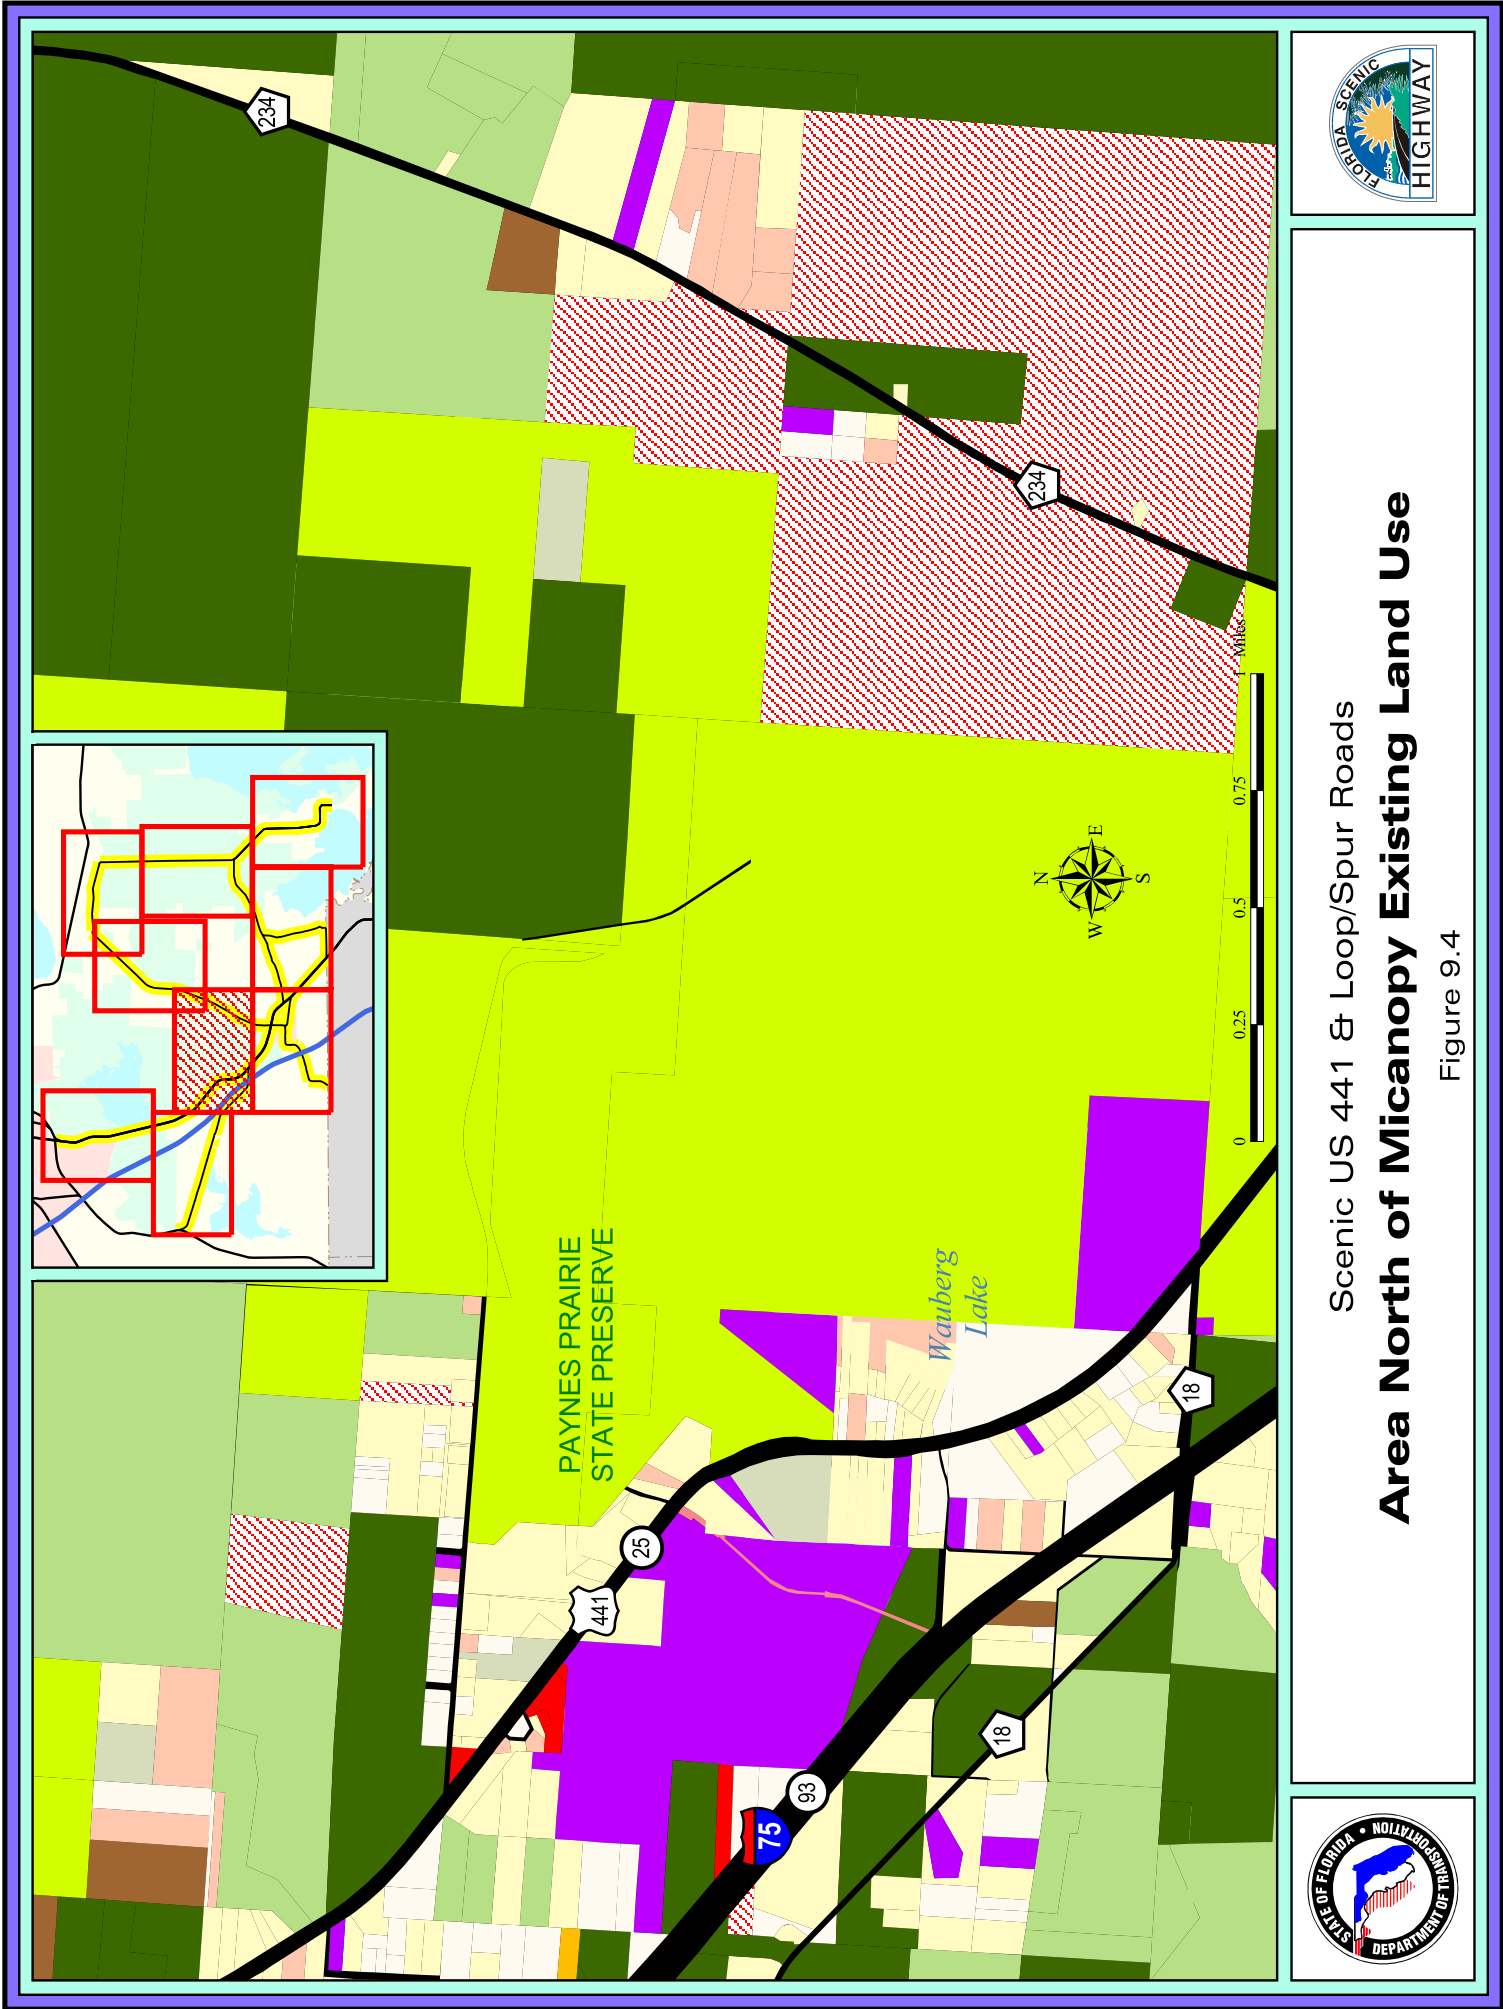 234
234
PAYNES PRAIRIE
STATE PRESERVE
Wauberg
Lake
25
441
93
75
18
18
N
W
E
S
0
0.25
0.5
0.75
1
Miles
Scenic US 441 & Loop/Spur Roads
Area North of Micanopy Existing Land Use
Figure 9.4
FLORIDA SCENIC
HIGHWAY
STATE OF FLORIDA • DEPARTMENT OF TRANSPORTATION